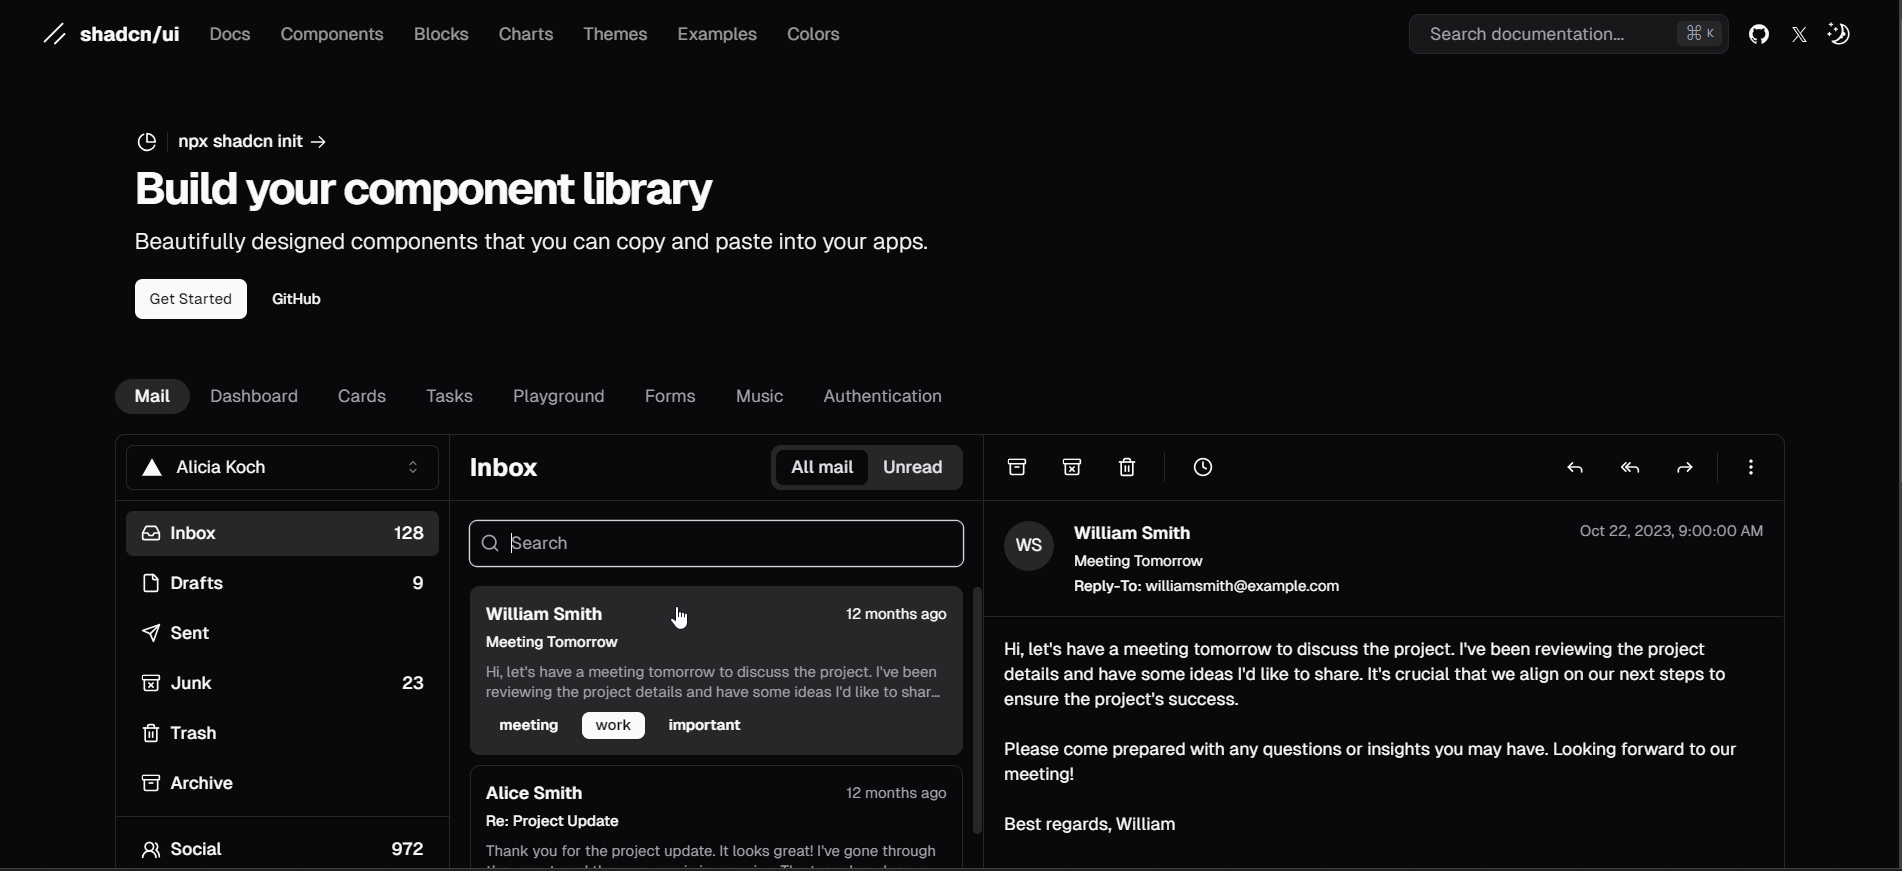 shadcn/ui Docs Components Blocks Charts Themes Examples Colors Search documentation... ⌘ K
npx shadcn init →
Build your component library
Beautifully designed components that you can copy and paste into your apps.
Get Started GitHub
Mail Dashboard Cards Tasks Playground Forms Music Authentication
Alicia Koch
Inbox 128
Drafts 9
Sent
Junk 23
Trash
Archive
Social 972
Inbox All mail Unread
Search
William Smith 12 months ago
Meeting Tomorrow
Hi, let's have a meeting tomorrow to discuss the project. I've been
reviewing the project details and have some ideas I'd like to shar...
meeting work important
Alice Smith 12 months ago
Re: Project Update
Thank you for the project update. It looks great! I've gone through
WS
William Smith Oct 22, 2023, 9:00:00 AM
Meeting Tomorrow
Reply-To: williamsmith@example.com
Hi, let's have a meeting tomorrow to discuss the project. I've been reviewing the project
details and have some ideas I'd like to share. It's crucial that we align on our next steps to
ensure the project's success.
Please come prepared with any questions or insights you may have. Looking forward to our
meeting!
Best regards, William